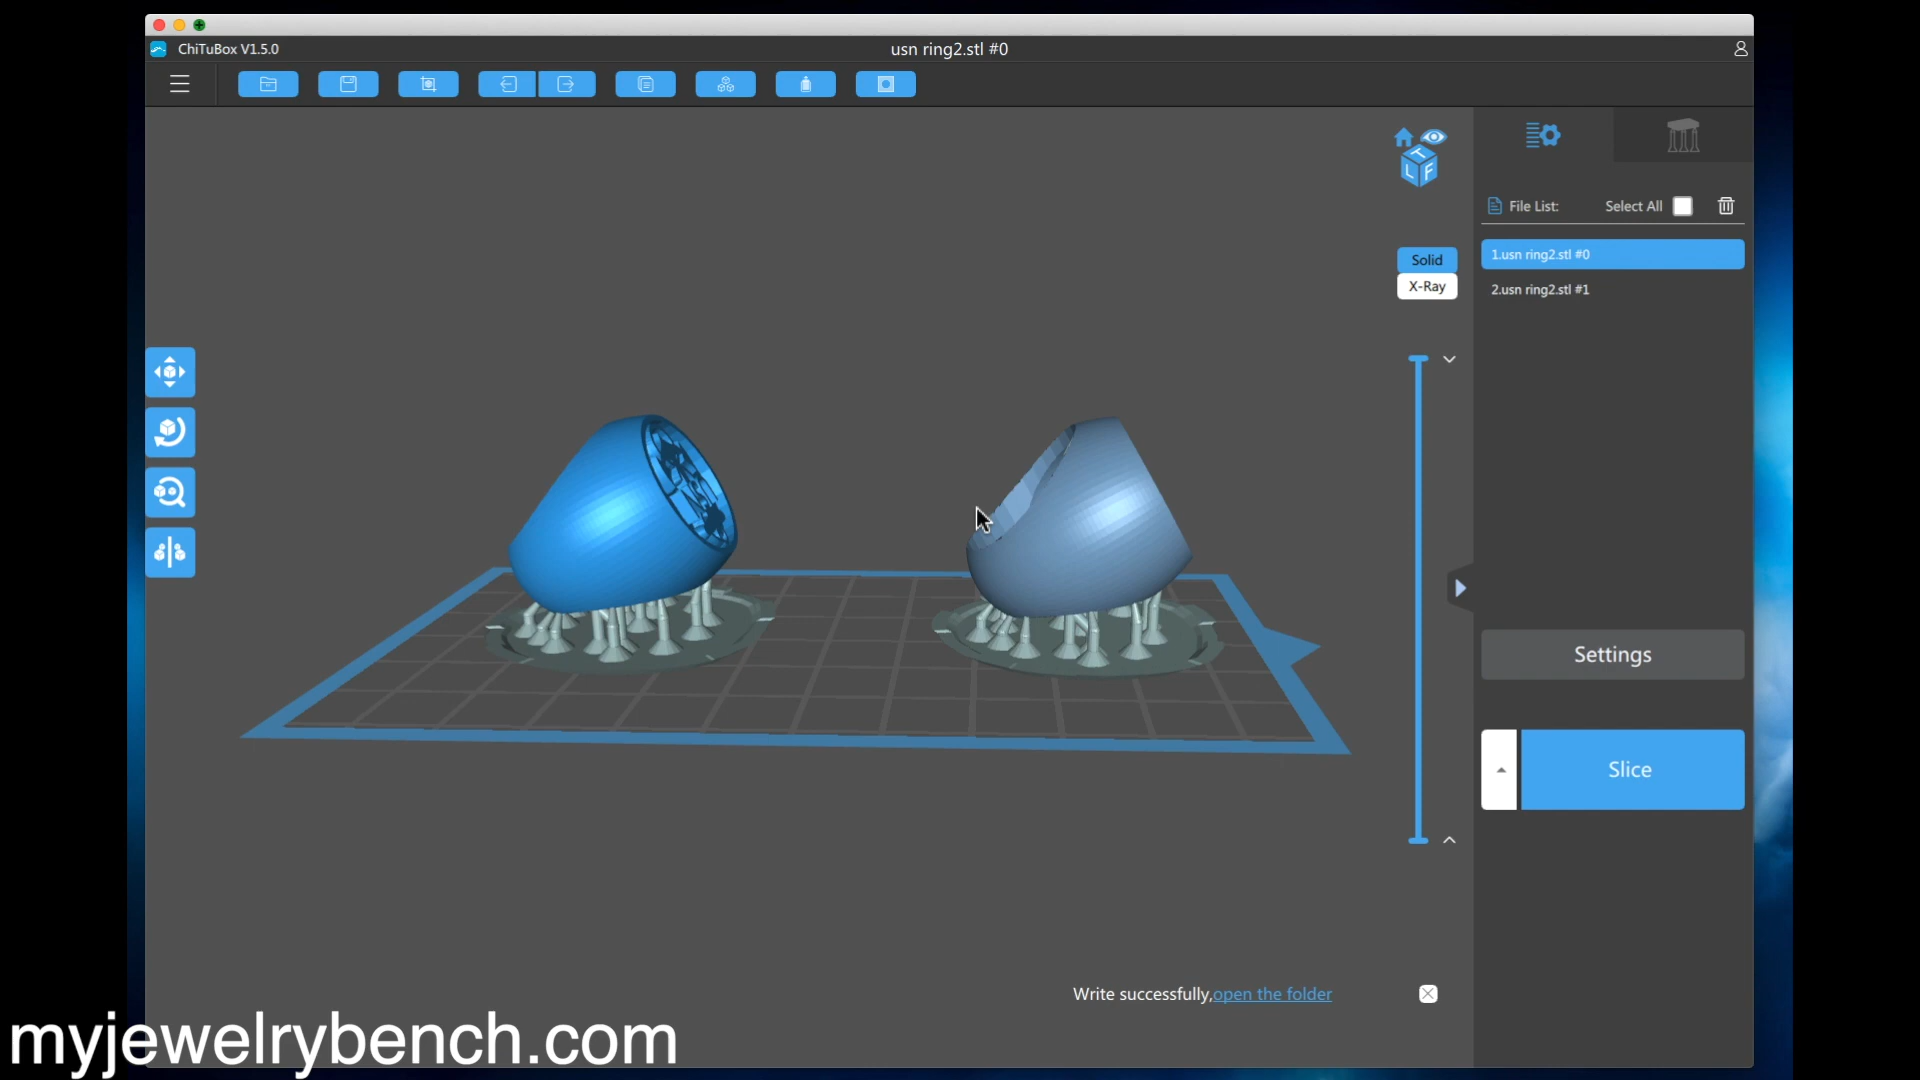 ChiTuBox V1.5.0
usn ring2.stl #0
T
L F
File List:
Select All
1.usn ring2.stl #0
2.usn ring2.stl #1
Solid
X-Ray
Settings
Slice
Write successfully,open the folder
myjewelrybench.com